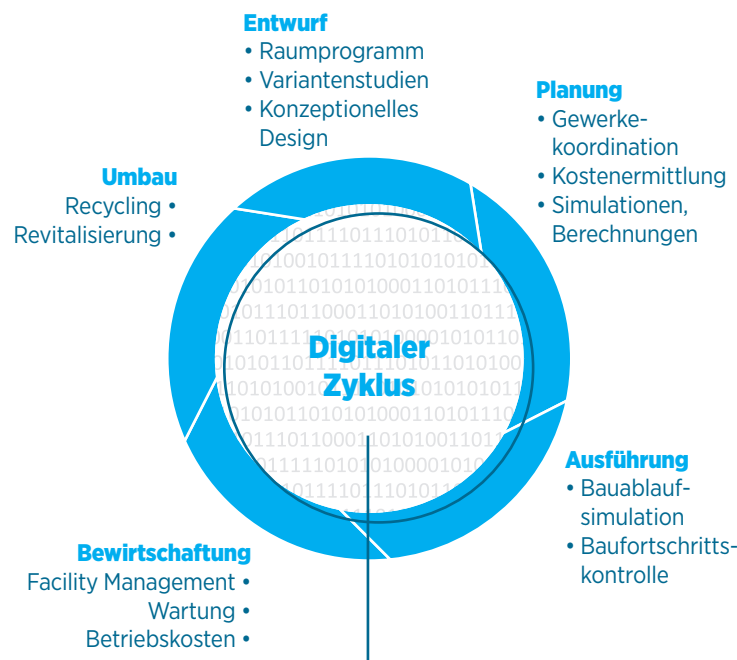 Entwurf
• Raumprogramm
• Variantenstudien
• Konzeptionelles
Design
Planung
• Gewerke-
koordination
• Kostenermittlung
• Simulationen,
Berechnungen
Umbau
Recycling •
Revitalisierung •
Digitaler
Zyklus
Ausführung
• Bauablauf-
simulation
• Baufortschritts-
kontrolle
Bewirtschaftung
Facility Management •
Wartung •
Betriebskosten •